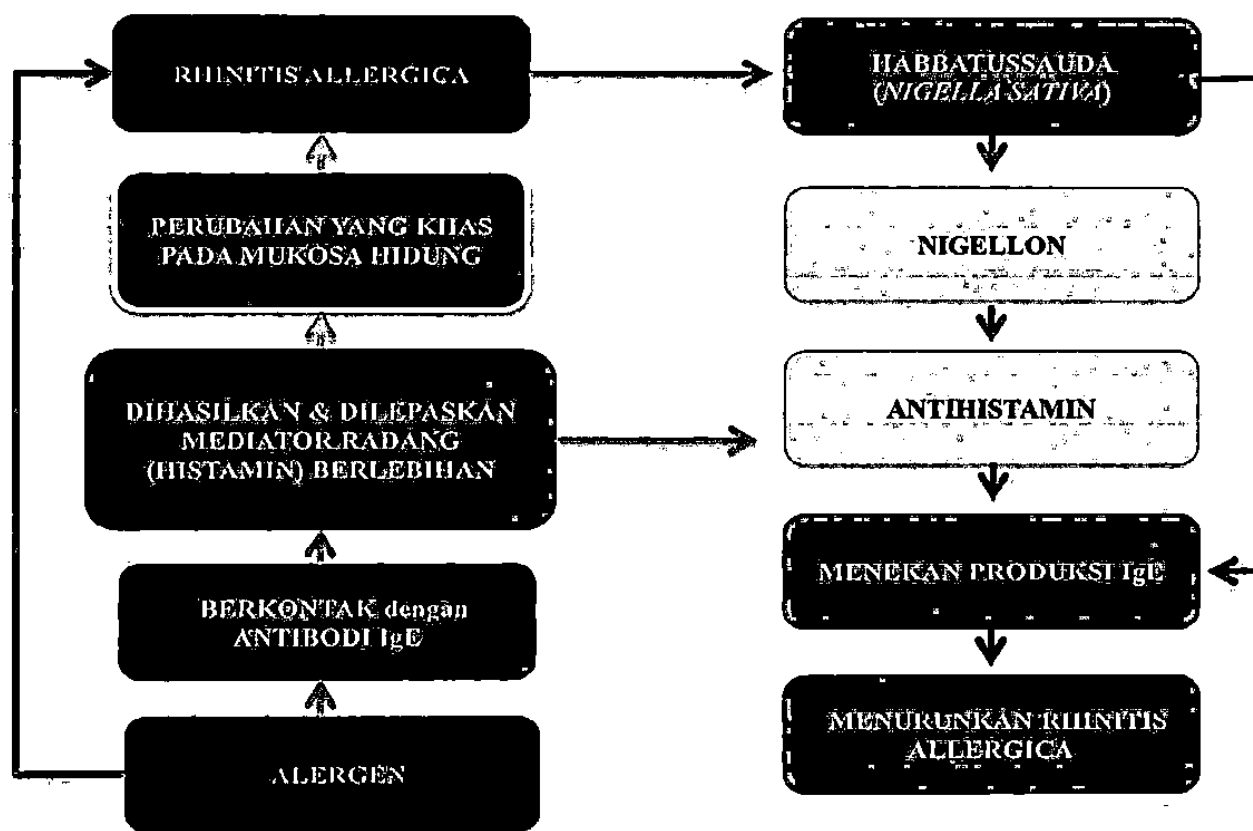 RHINITIS ALLERGICA
PERUBAHAN YANG KHAS
PADA MUKOSA HIDUNG
DIHASILKAN & DILEPASKAN
MEDIATOR RADANG
(HISTAMIN) BERLEBIHAN
BERKONTAK dengan
ANTIBODI IgE
ALERGEN
HABBATUSSAUDA
(NIGELLA SATIVA)
NIGELLON
ANTIHISTAMIN
MENEKAN PRODUKSI IgE
MENURUNKAN RHINITIS
ALLERGICA